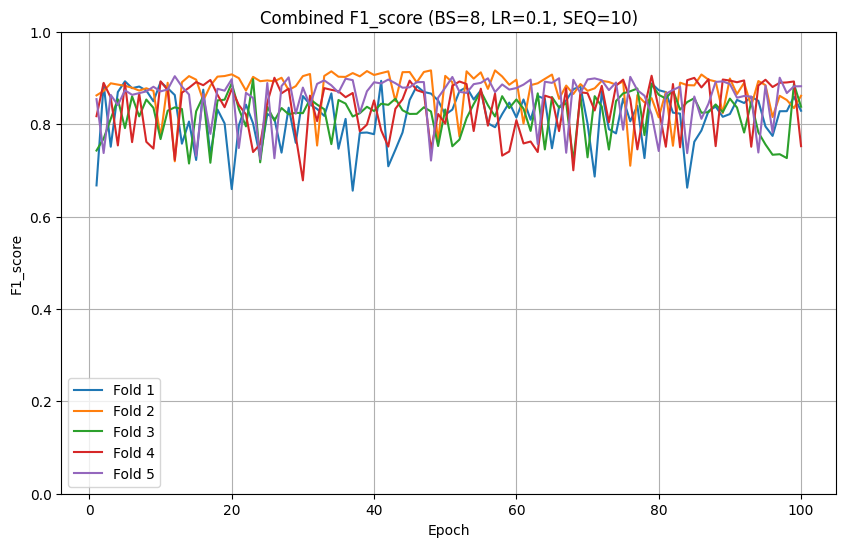 Combined F1_score (BS=8, LR=0.1, SEQ=10)
F1_score
1.0
0.8
0.6
0.4
0.2
0.0
Fold 1
Fold 2
Fold 3
Fold 4
Fold 5
0 20 40 60 80 100
Epoch